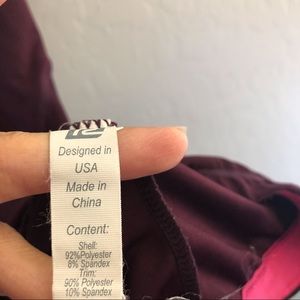 Designed in
USA
Made in
China
Content:
Shell:
92%Polyester
8% Spandex
Trim:
90% Polyester
10% Spandex